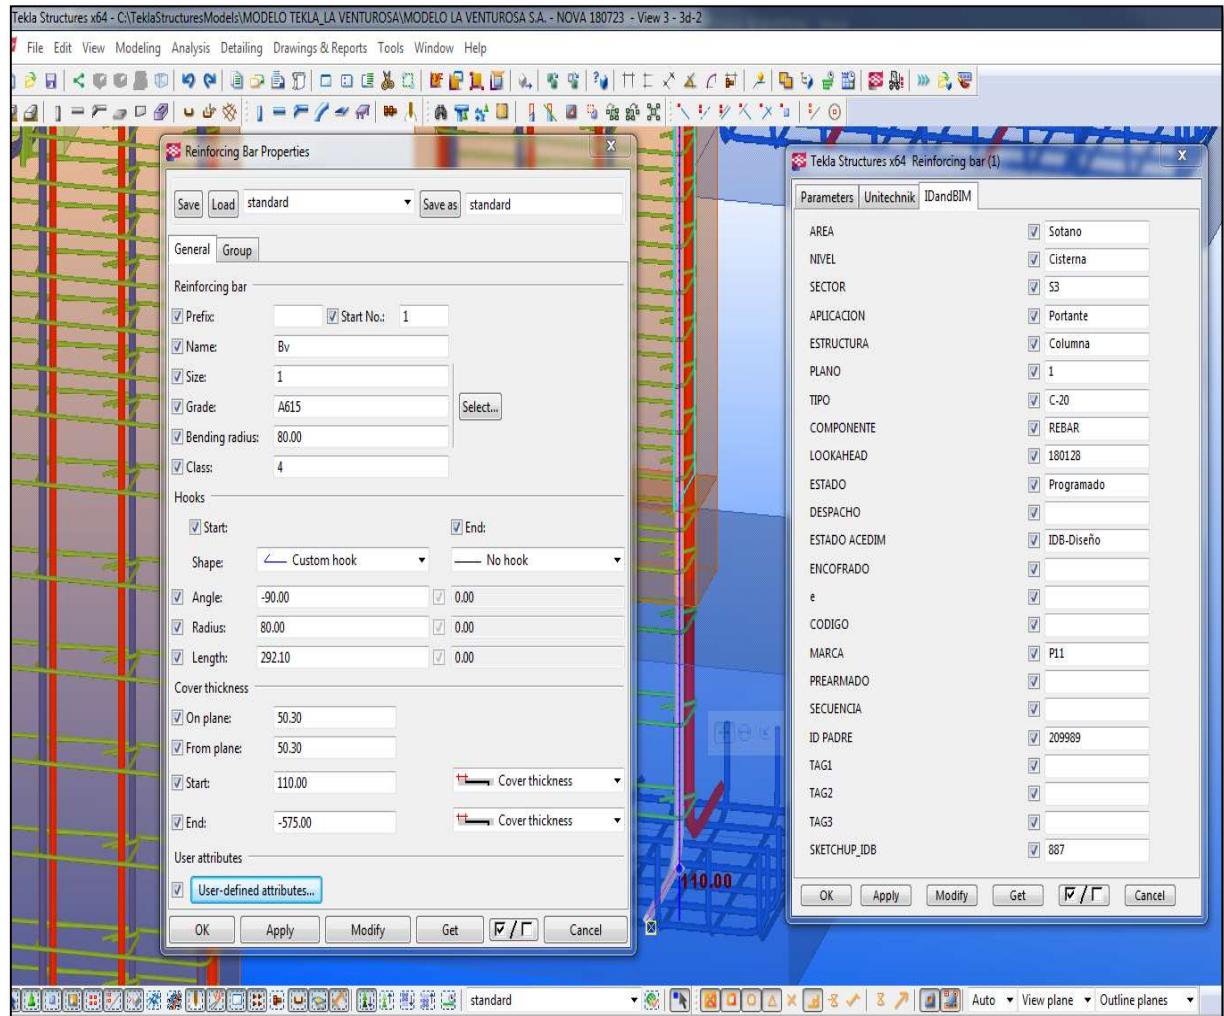 Tekla Structures x64 - C:\TeklaStructuresModels\MODELO TEKLA_LA VENTUROSA\MODELO LA VENTUROSA S.A. - NOVA 180723 - View 3 - 3d-2
File Edit View Modeling Analysis Detailing Drawings & Reports Tools Window Help
Reinforcing Bar Properties
Save Load standard Save as standard
General Group
Reinforcing bar
Prefix: Start No.: 1
Name: Bv
Size: 1
Grade: A615 Select...
Bending radius: 80.00
Class: 4
Hooks
Start: End:
Shape: Custom hook No hook
Angle: -90.00 0.00
Radius: 80.00 0.00
Length: 292.10 0.00
Cover thickness
On plane: 50.30
From plane: 50.30
Start: 110.00 Cover thickness
End: -575.00 Cover thickness
User attributes
User-defined attributes...
OK Apply Modify Get Cancel
110.00
Tekla Structures x64 Reinforcing bar (1)
Parameters Unitechnik IDandBIM
AREA Sotano
NIVEL Cisterna
SECTOR S3
APLICACION Portante
ESTRUCTURA Columna
PLANO 1
TIPO C-20
COMPONENTE REBAR
LOOKAHEAD 180128
ESTADO Programado
DESPACHO
ESTADO ACEDIM IDB-Diseño
ENCOFRADO
e
CODIGO
MARCA P11
PREARMADO
SECUENCIA
ID PADRE 209989
TAG1
TAG2
TAG3
SKETCHUP_IDB 887
OK Apply Modify Get Cancel
standard Auto View plane Outline planes